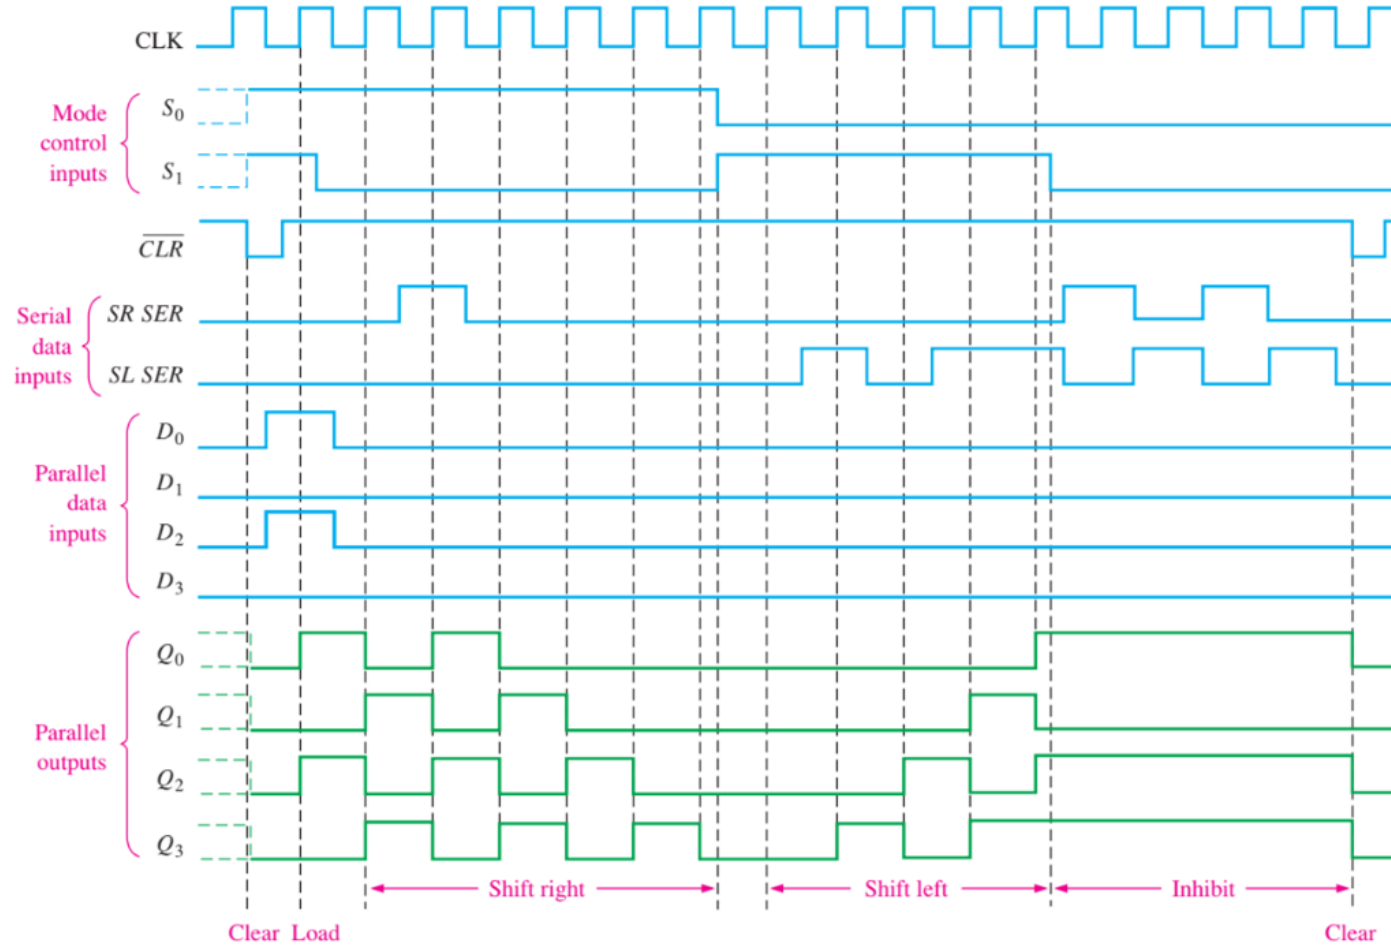 CLK
Mode
control
inputs
S0
S1
CLR
Serial
data
inputs
SR SER
SL SER
Parallel
data
inputs
D0
D1
D2
D3
Parallel
outputs
Q0
Q1
Q2
Q3
Shift right
Shift left
Inhibit
Clear
Load
Clear